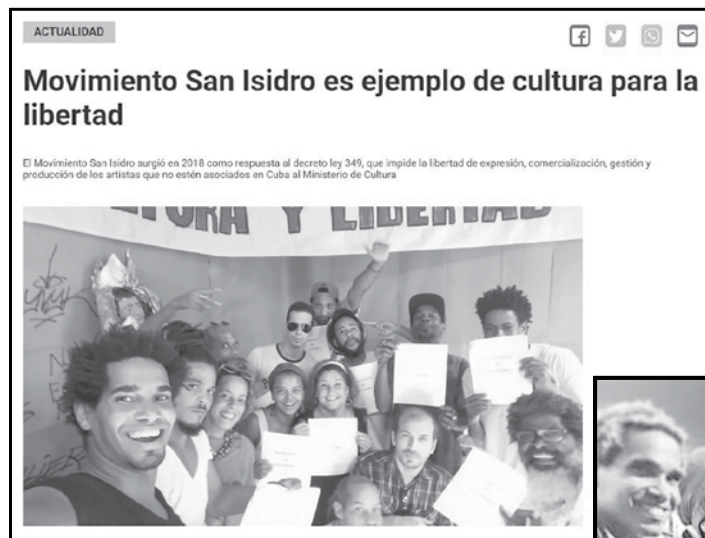 ACTUALIDAD
Movimiento San Isidro es ejemplo de cultura para la
libertad
El Movimiento San Isidro surgió en 2018 como respuesta al decreto ley 349, que impide la libertad de expresión, comercialización, gestión y
producción de los artistas que no estén asociados en Cuba al Ministerio de Cultura
TURA Y LIBERTAD